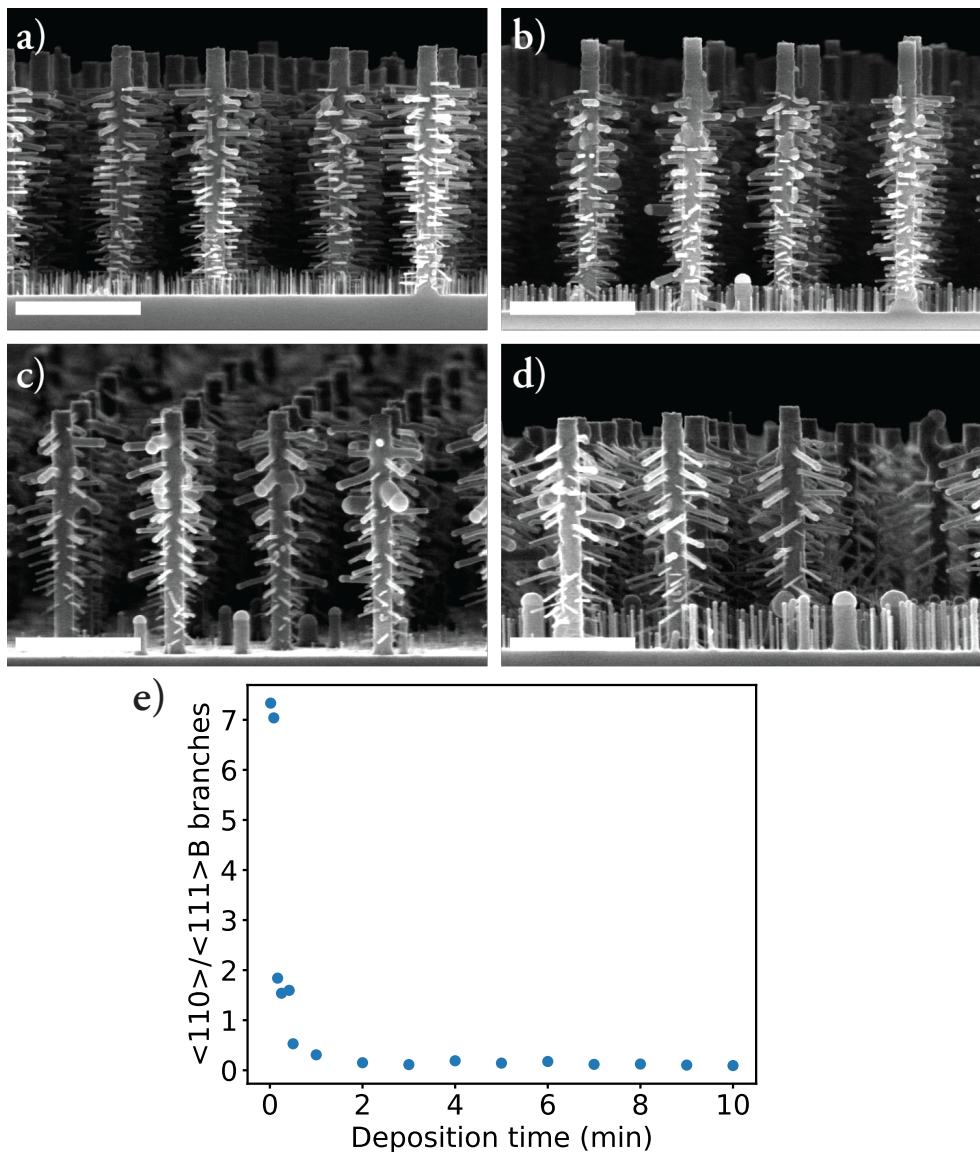 a)
b)
c)
d)
e)
<110>/<111>B branches
7
6
5
4
3
2
1
0
0 2 4 6 8 10
Deposition time (min)